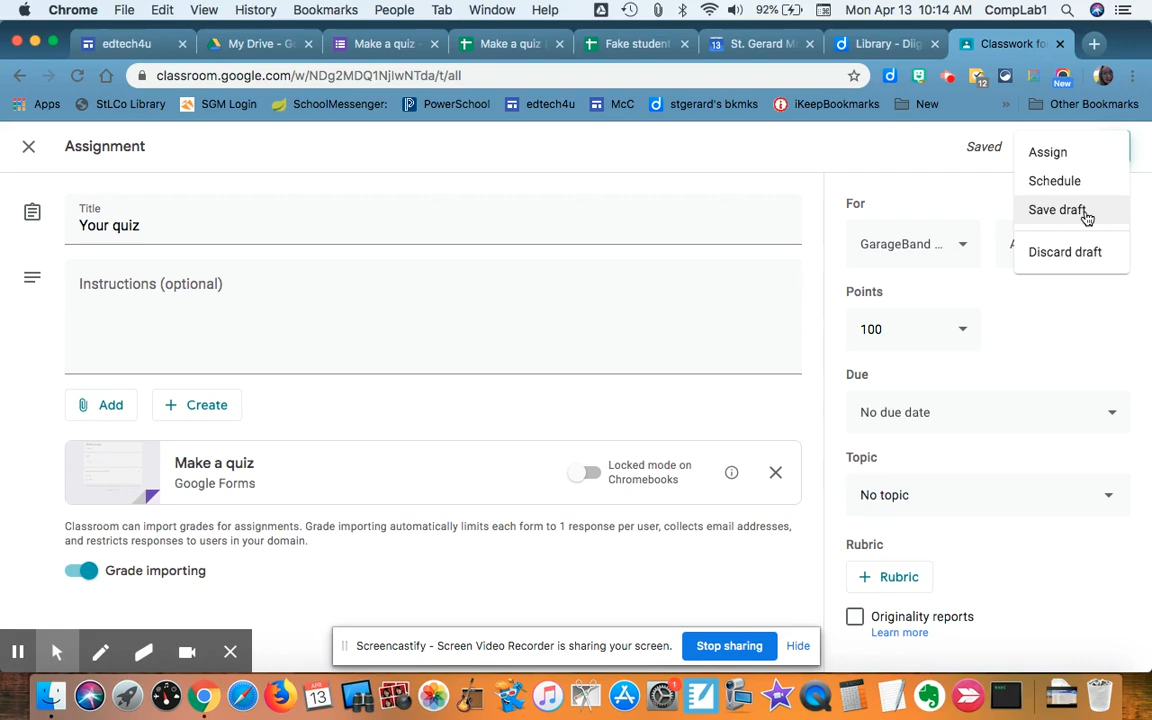 Chrome File Edit View History Bookmarks People Tab Window Help 92% Mon Apr 13 10:14 AM CompLab1
edtech4u My Drive - G Make a quiz Make a quiz Fake student 13 St. Gerard M Library - Diig Classwork fo
classroom.google.com/w/NDg2MDQ1NjIwNTda/t/all 12 New
Apps StLCo Library SGM Login SchoolMessenger: PowerSchool edtech4u McC stgerard's bkmks iKeepBookmarks New » Other Bookmarks
Assignment Saved
Assign
Schedule
Save draft
Discard draft
Title
Your quiz
Instructions (optional)
For
GarageBand ...
Points
100
Due
No due date
Add Create
Topic
No topic
Make a quiz
Google Forms
Locked mode on
Chromebooks
Classroom can import grades for assignments. Grade importing automatically limits each form to 1 response per user, collects email addresses,
and restricts responses to users in your domain.
Grade importing
Rubric
Rubric
Originality reports
Learn more
Screencastify - Screen Video Recorder is sharing your screen. Stop sharing Hide
APR
13
1